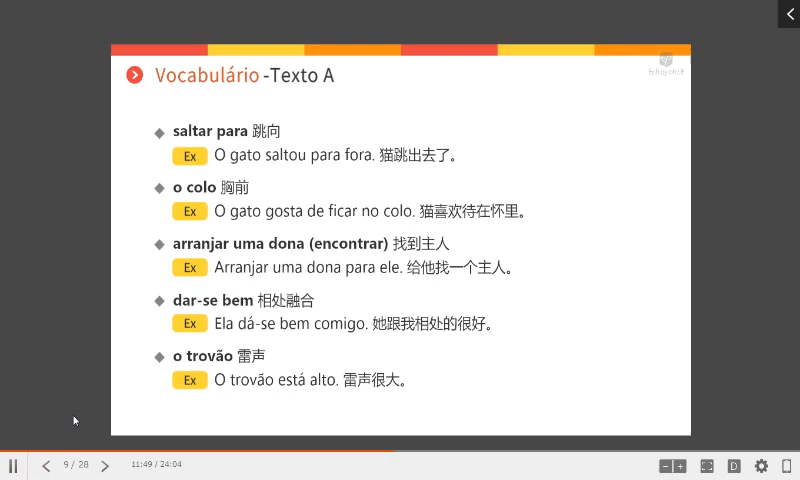 Vocabulário -Texto A
saltar para 跳向
Ex O gato saltou para fora. 猫跳出去了。
o colo 胸前
Ex O gato gosta de ficar no colo. 猫喜欢待在怀里。
arranjar uma dona (encontrar) 找到主人
Ex Arranjar uma dona para ele. 给他找一个主人。
dar-se bem 相处融合
Ex Ela dá-se bem comigo. 她跟我相处的很好。
o trovão 雷声
Ex O trovão está alto. 雷声很大。
9 / 28
11:49 / 24:04
D